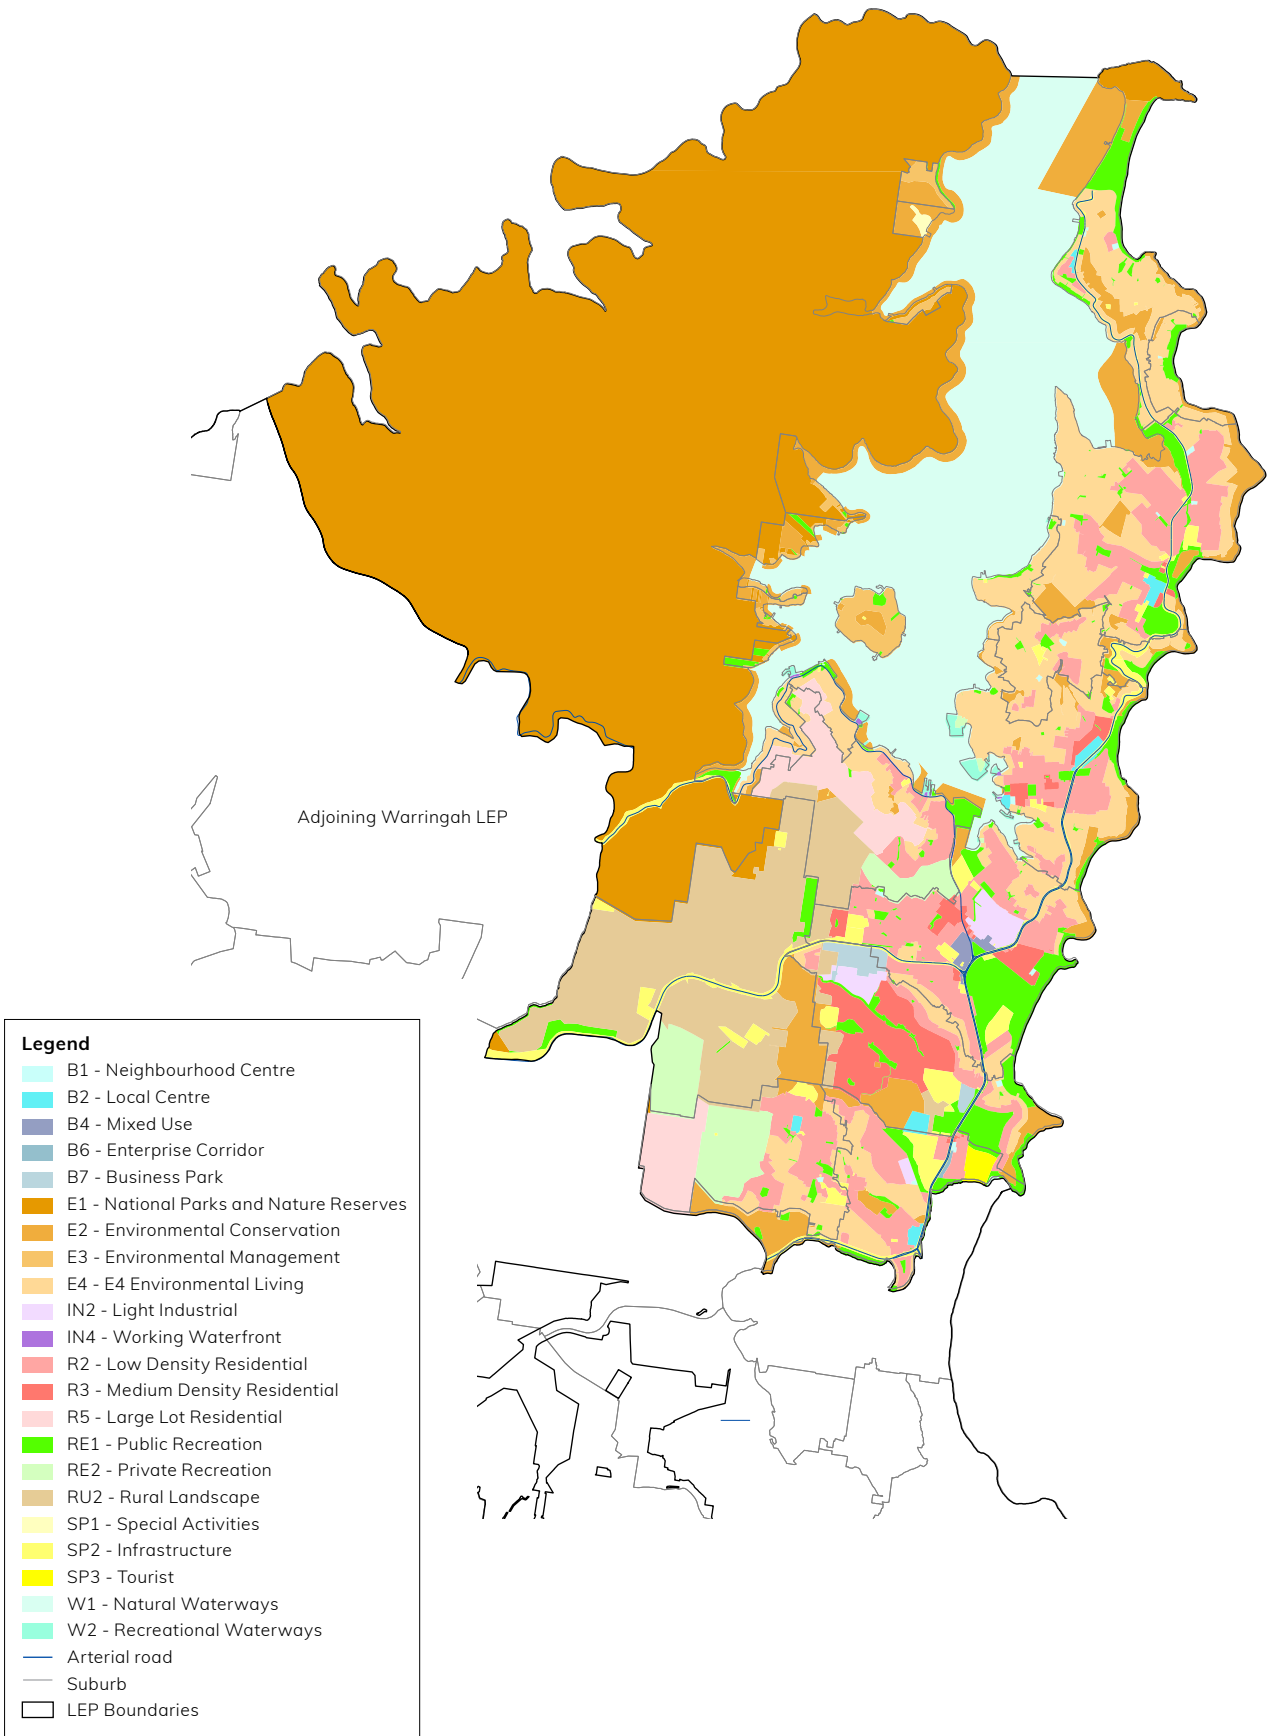 Adjoining Warringah LEP
Legend
B1 - Neighbourhood Centre
B2 - Local Centre
B4 - Mixed Use
B6 - Enterprise Corridor
B7 - Business Park
E1 - National Parks and Nature Reserves
E2 - Environmental Conservation
E3 - Environmental Management
E4 - E4 Environmental Living
IN2 - Light Industrial
IN4 - Working Waterfront
R2 - Low Density Residential
R3 - Medium Density Residential
R5 - Large Lot Residential
RE1 - Public Recreation
RE2 - Private Recreation
RU2 - Rural Landscape
SP1 - Special Activities
SP2 - Infrastructure
SP3 - Tourist
W1 - Natural Waterways
W2 - Recreational Waterways
Arterial road
Suburb
LEP Boundaries